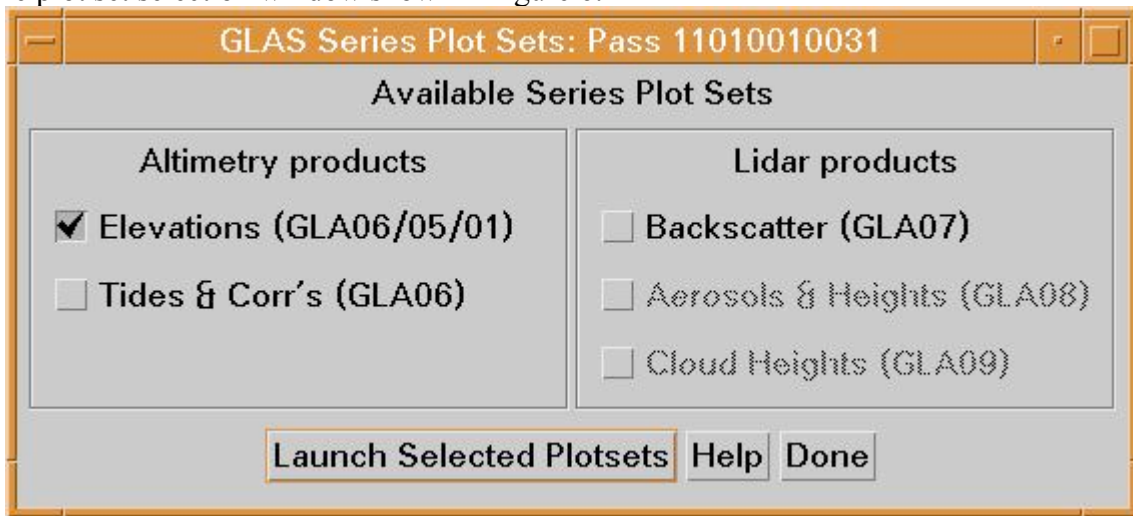 GLAS Series Plot Sets: Pass 11010010031
Available Series Plot Sets
Altimetry products
Elevations (GLA06/05/01)
Tides & Corr's (GLA06)
Lidar products
Backscatter (GLA07)
Aerosols & Heights (GLA08)
Cloud Heights (GLA09)
Launch Selected Plotsets Help Done